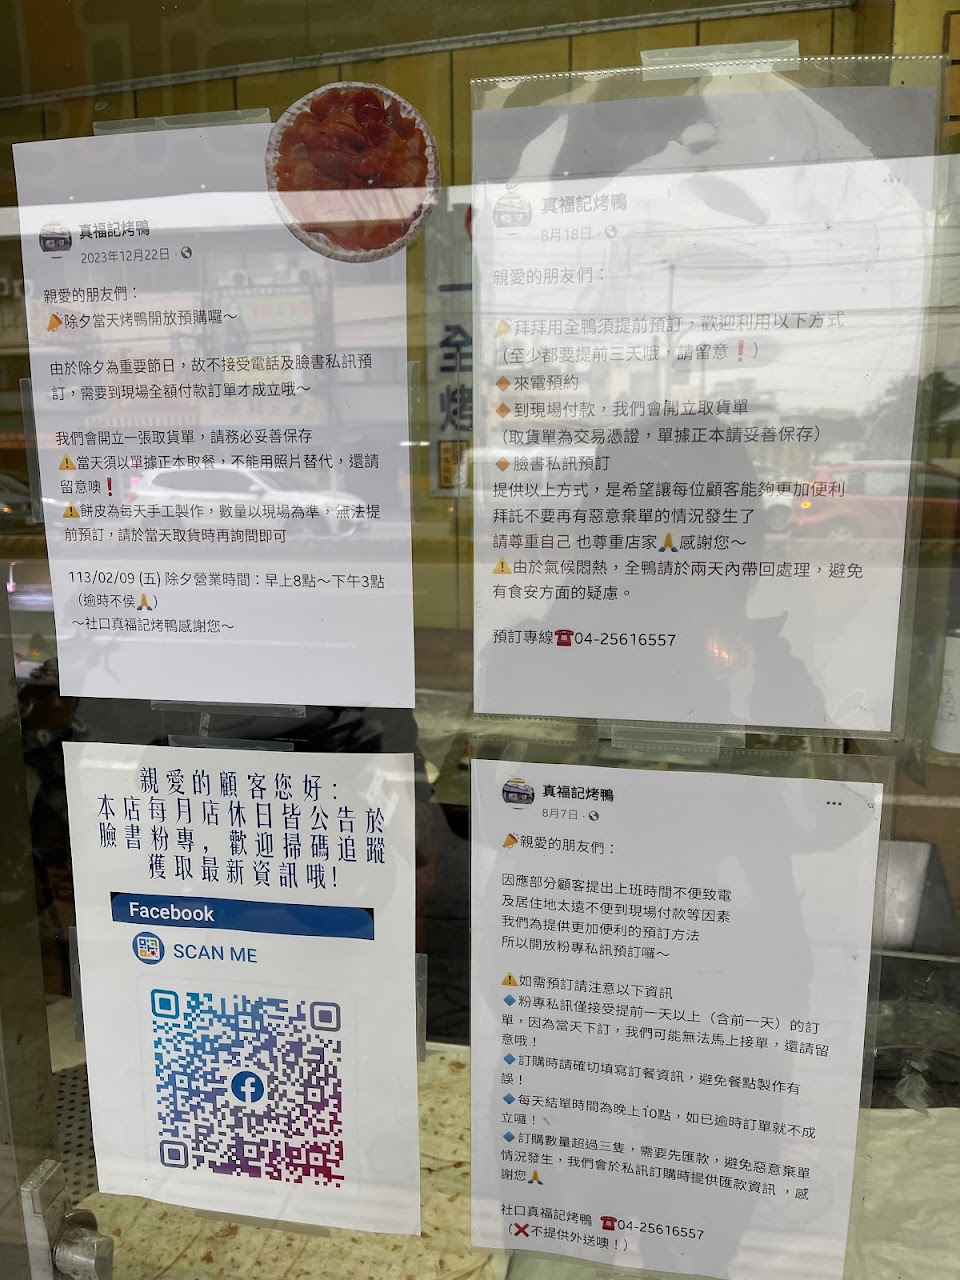 真福記烤鴨
2023年12月22日
親愛的朋友們：
除夕當天烤鴨開放預購囉～
由於除夕為重要節日，故不接受電話及臉書私訊預
訂，需要到現場全額付款訂單才成立哦～
我們會開立一張取貨單，請務必妥善保存
⚠️當天須以單據正本取餐，不能用照片替代，還請
留意噢❗
⚠️餅皮為每天手工製作，數量以現場為準，無法提
前預訂，請於當天取貨時再詢問即可
113/02/09 (五) 除夕營業時間：早上8點～下午3點
（逾時不侯🙏）
～社口真福記烤鴨感謝您～
真福記烤鴨
8月18日
親愛的朋友們：
拜拜用全鴨須提前預訂，歡迎利用以下方式
（至少都要提前三天哦，請留意❗）
🔸來電預約
🔸到現場付款，我們會開立取貨單
（取貨單為交易憑證，單據正本請妥善保存）
🔸臉書私訊預訂
提供以上方式，是希望讓每位顧客能夠更加便利
拜託不要再有惡意棄單的情況發生了
請尊重自己 也尊重店家🙏感謝您～
⚠️由於氣候悶熱，全鴨請於兩天內帶回處理，避免
有食安方面的疑慮。
預訂專線☎️04-25616557
一
全
烤
親愛的顧客您好：
本店每月店休日皆公告於
臉書粉專，歡迎掃碼追蹤
獲取最新資訊哦！
Facebook
SCAN ME
真福記烤鴨
8月7日
親愛的朋友們：
因應部分顧客提出上班時間不便致電
及居住地太遠不便到現場付款等因素
我們為提供更加便利的預訂方法
所以開放粉專私訊預訂囉～
⚠️如需預訂請注意以下資訊
🔹粉專私訊僅接受提前一天以上（含前一天）的訂
單，因為當天下訂，我們可能無法馬上接單，還請留
意哦！
🔹訂購時請確切填寫訂餐資訊，避免餐點製作有
誤！
🔹每天結單時間為晚上10點，如已逾時訂單就不成
立囉！
🔹訂購數量超過三隻，需要先匯款，避免惡意棄單
情況發生，我們會於私訊訂購時提供匯款資訊 ，感
謝您🙏
社口真福記烤鴨 ☎️04-25616557
（❌不提供外送噢！）